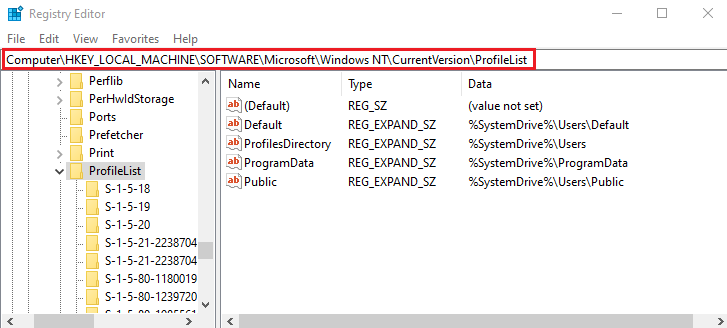 Registry Editor
File Edit View Favorites Help
Computer\HKEY_LOCAL_MACHINE\SOFTWARE\Microsoft\Windows NT\CurrentVersion\ProfileList
Perflib
PerHwIdStorage
Ports
Prefetcher
Print
ProfileList
S-1-5-18
S-1-5-19
S-1-5-20
S-1-5-21-2238704
S-1-5-21-2238704
S-1-5-80-1180019
S-1-5-80-1239720
Name Type Data
(Default) REG_SZ (value not set)
Default REG_EXPAND_SZ %SystemDrive%\Users\Default
ProfilesDirectory REG_EXPAND_SZ %SystemDrive%\Users
ProgramData REG_EXPAND_SZ %SystemDrive%\ProgramData
Public REG_EXPAND_SZ %SystemDrive%\Users\Public